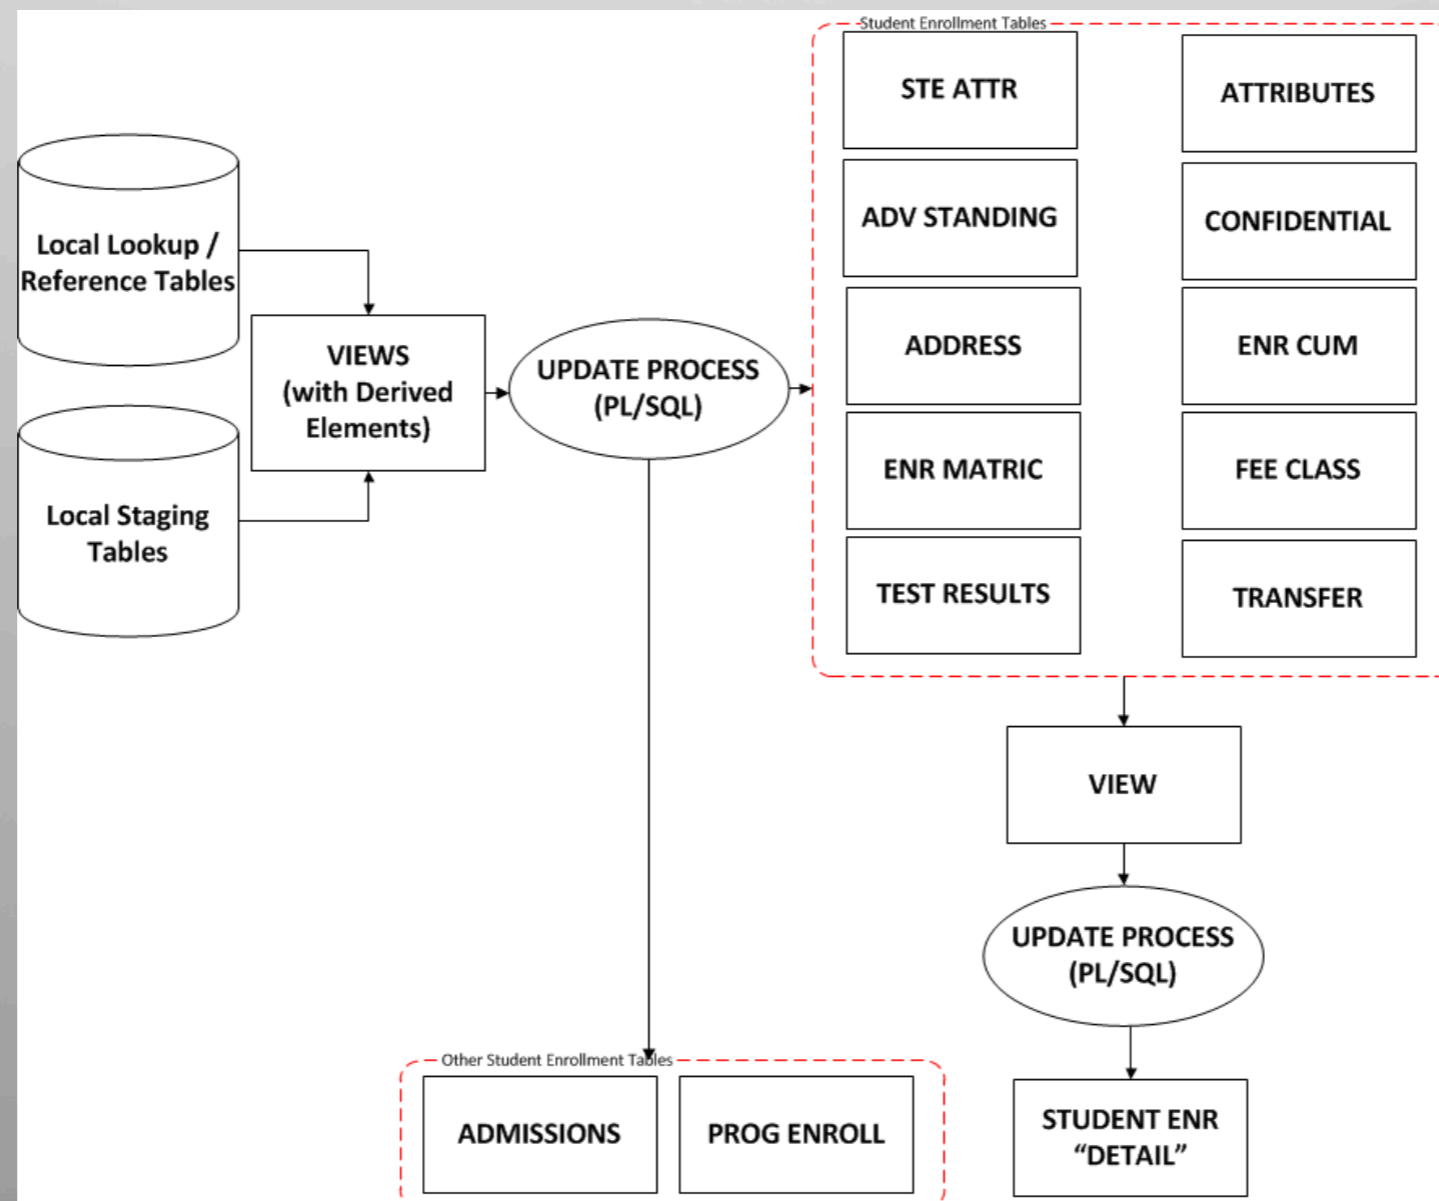 Student Enrollment Tables
STE ATTR
ATTRIBUTES
Local Lookup /
Reference Tables
ADV STANDING
CONFIDENTIAL
VIEWS
(with Derived
Elements)
UPDATE PROCESS
(PL/SQL)
ADDRESS
ENR CUM
Local Staging
Tables
ENR MATRIC
FEE CLASS
TEST RESULTS
TRANSFER
VIEW
UPDATE PROCESS
(PL/SQL)
Other Student Enrollment Tables
ADMISSIONS
PROG ENROLL
STUDENT ENR
“DETAIL”